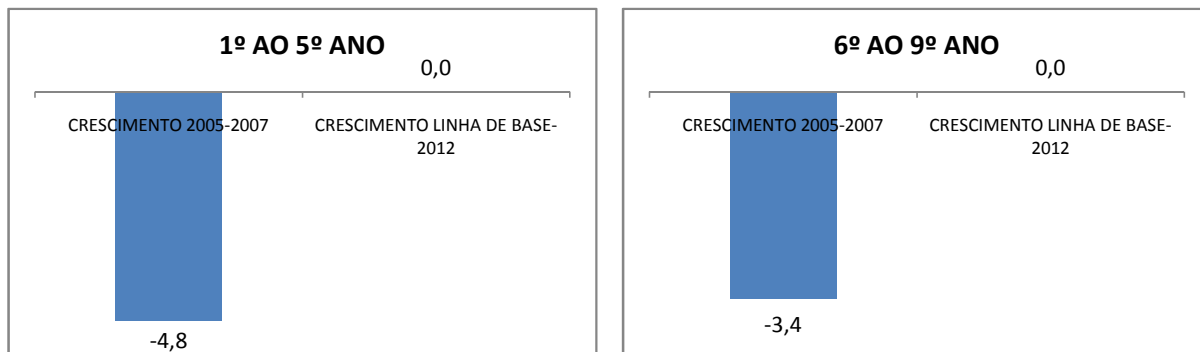 1º AO 5º ANO
0,0
CRESCIMENTO 2005-2007
CRESCIMENTO LINHA DE BASE-
2012
-4,8
6º AO 9º ANO
0,0
CRESCIMENTO 2005-2007
CRESCIMENTO LINHA DE BASE-
2012
-3,4